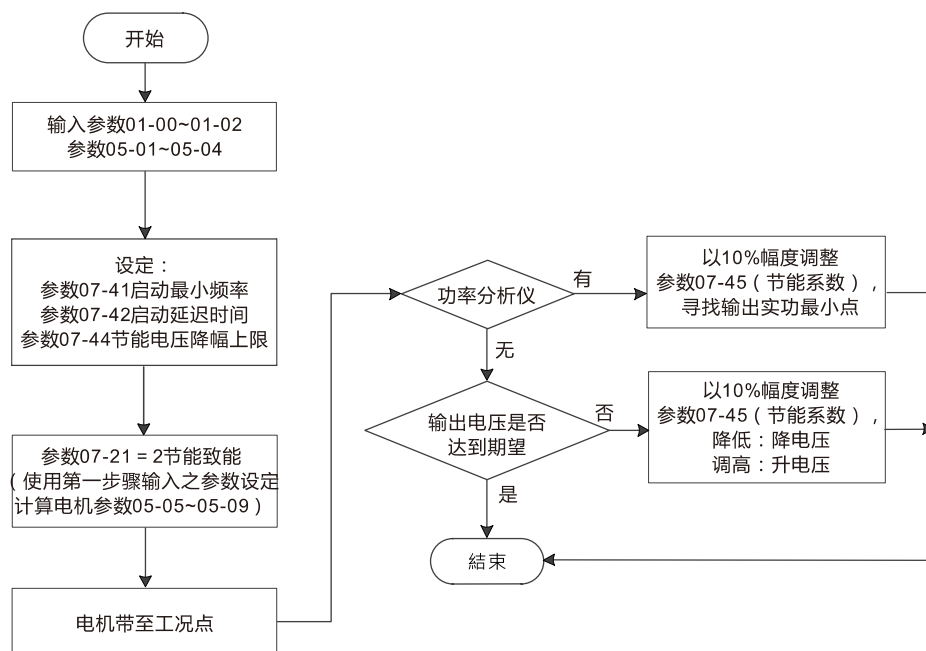 开始
输入参数01-00~01-02
参数05-01~05-04
设定：
参数07-41启动最小频率
参数07-42启动延迟时间
参数07-44节能电压降幅上限
参数07-21 = 2节能致能
（使用第一步骤输入之参数设定
计算电机参数05-05~05-09）
电机带至工况点
功率分析仪
有
以10%幅度调整
参数07-45（节能系数），
寻找输出实功最小点
无
输出电压是否
达到期望
否
以10%幅度调整
参数07-45（节能系数），
降低：降电压
调高：升电压
是
結束